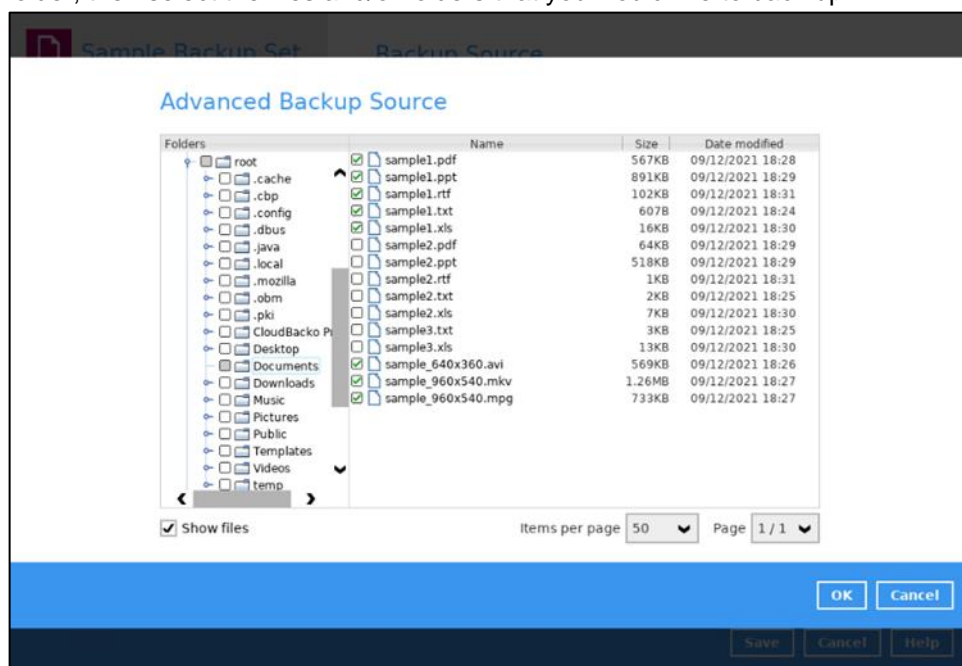 Sample Backup Set Backup Source
Advanced Backup Source
Folders Name Size Date modified
root sample1.pdf 567KB 09/12/2021 18:28
.cache sample1.ppt 891KB 09/12/2021 18:29
.cbp sample1.rtf 102KB 09/12/2021 18:31
.config sample1.txt 607B 09/12/2021 18:24
.dbus sample1.xls 16KB 09/12/2021 18:30
.java sample2.pdf 64KB 09/12/2021 18:29
.local sample2.ppt 518KB 09/12/2021 18:29
.mozilla sample2.rtf 1KB 09/12/2021 18:31
.obm sample2.txt 2KB 09/12/2021 18:25
.pki sample2.xls 7KB 09/12/2021 18:30
CloudBacko sample3.txt 3KB 09/12/2021 18:25
Desktop sample3.xls 13KB 09/12/2021 18:30
Documents sample_640x360.avi 569KB 09/12/2021 18:26
Downloads sample_960x540.mkv 1.26MB 09/12/2021 18:27
Music sample_960x540.mpg 733KB 09/12/2021 18:27
Pictures
Public
Templates
Videos
temp
Show files Items per page 50 Page 1 / 1
OK Cancel
Save Cancel Help